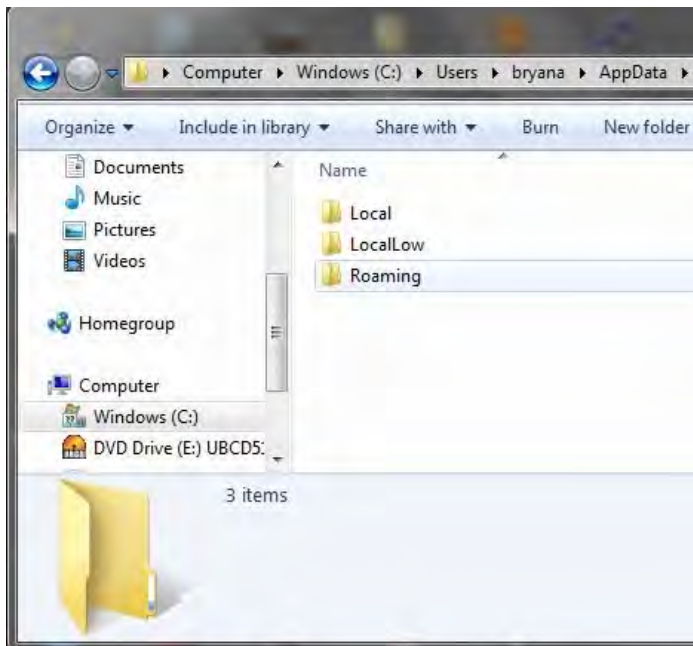 Computer ▸ Windows (C:) ▸ Users ▸ bryana ▸ AppData ▸
Organize Include in library Share with Burn New folder
Documents
Music
Pictures
Videos
Homegroup
Computer
Windows (C:)
DVD Drive (E:) UBCD5
Name
Local
LocalLow
Roaming
3 items